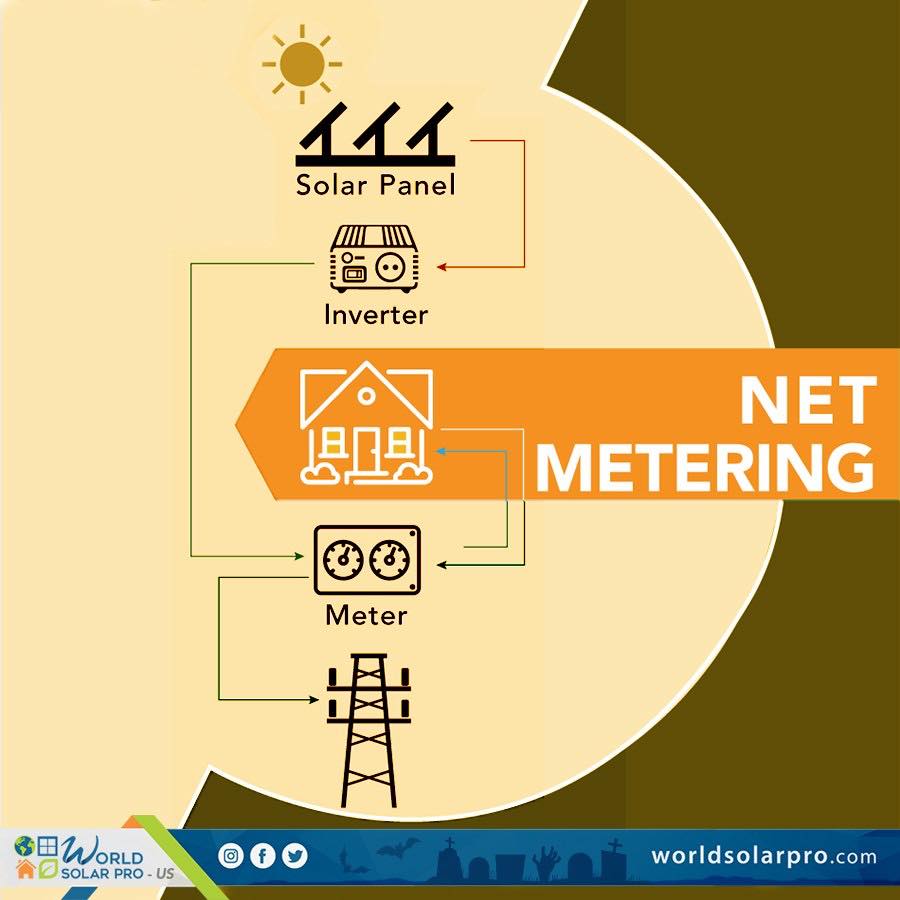 Solar Panel
Inverter
NET
METERING
Meter
WORLD
SOLAR PRO - US
worldsolarpro.com